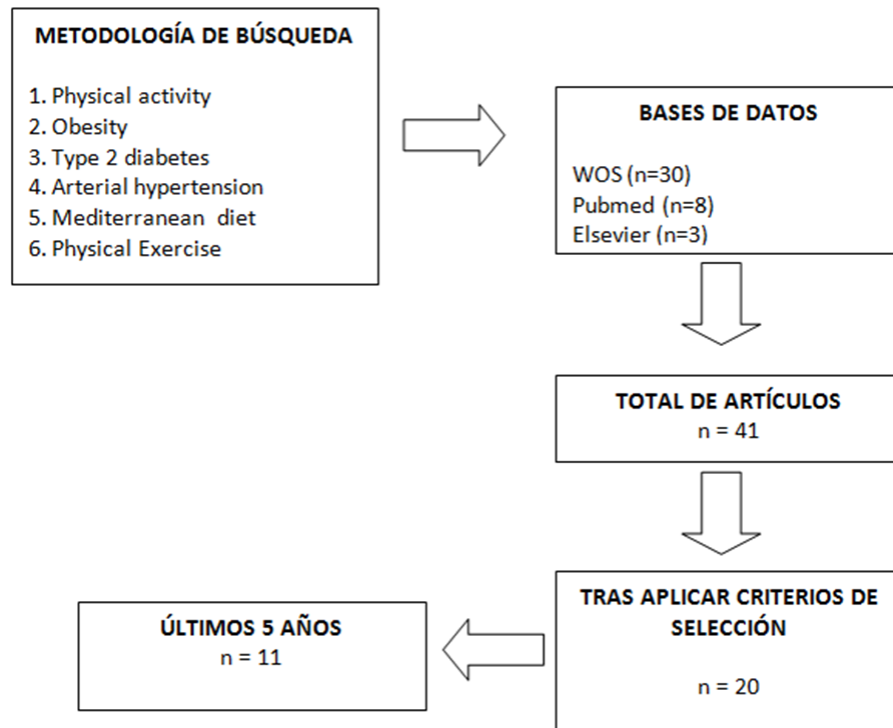 METODOLOGÍA DE BÚSQUEDA
1. Physical activity
2. Obesity
3. Type 2 diabetes
4. Arterial hypertension
5. Mediterranean diet
6. Physical Exercise
BASES DE DATOS
WOS (n=30)
Pubmed (n=8)
Elsevier (n=3)
TOTAL DE ARTÍCULOS
n = 41
TRAS APLICAR CRITERIOS DE
SELECCIÓN
n = 20
ÚLTIMOS 5 AÑOS
n = 11